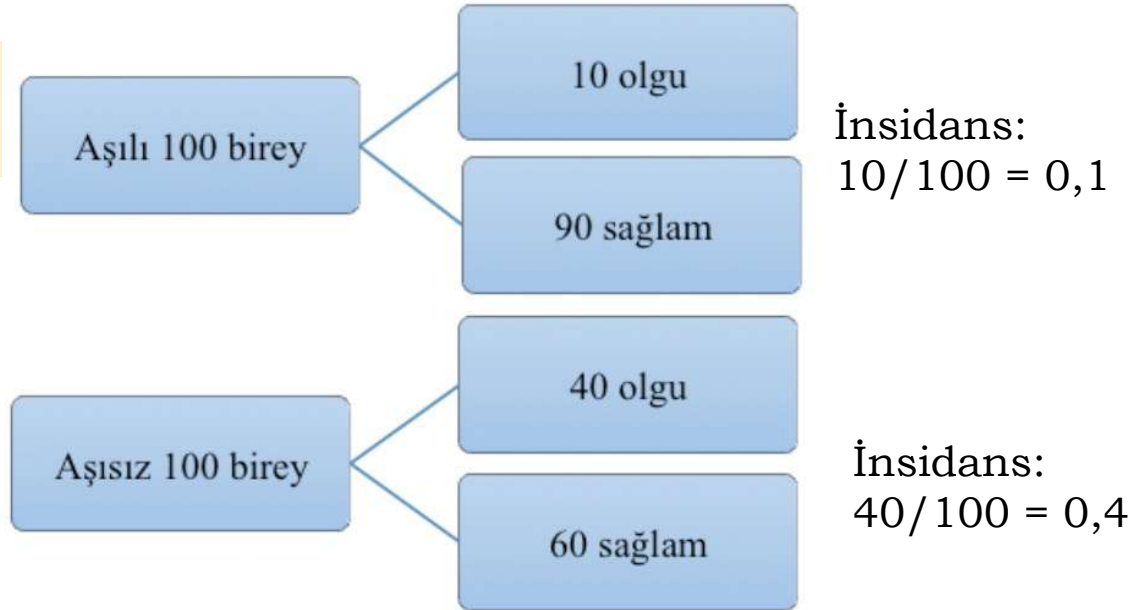 Aşılı 100 birey
10 olgu
90 sağlam
İnsidans:
10/100 = 0,1
Aşısız 100 birey
40 olgu
60 sağlam
İnsidans:
40/100 = 0,4